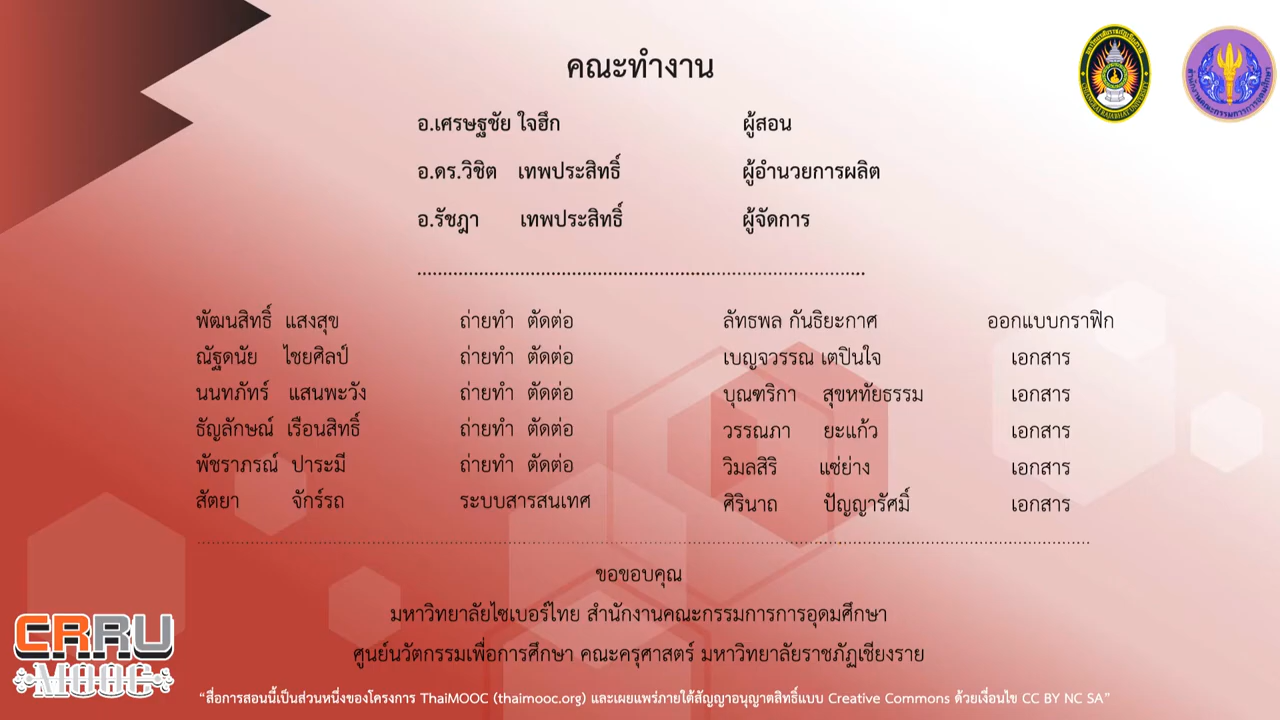 คณะทำงาน
อ.เศรษฐชัย ใจฮึก ผู้สอน
อ.ดร.วิชิต เทพประสิทธิ์ ผู้อำนวยการผลิต
อ.รัชฎา เทพประสิทธิ์ ผู้จัดการ
พัฒนสิทธิ์ แสงสุข ถ่ายทำ ตัดต่อ ลัทธพล กันธิยะกาศ ออกแบบกราฟิก
ณัฐดนัย ไชยศิลป์ ถ่ายทำ ตัดต่อ เบญจวรรณ เตปินใจ เอกสาร
นนทภัทร์ แสนพะวัง ถ่ายทำ ตัดต่อ บุณฑริกา สุขหทัยธรรม เอกสาร
ธัญลักษณ์ เรือนสิทธิ์ ถ่ายทำ ตัดต่อ วรรณภา ยะแก้ว เอกสาร
พัชราภรณ์ ปาระมี ถ่ายทำ ตัดต่อ วิมลสิริ แซ่ย่าง เอกสาร
สัตยา จักร์รถ ระบบสารสนเทศ ศิรินาถ ปัญญารัศมิ์ เอกสาร
ขอขอบคุณ
มหาวิทยาลัยไซเบอร์ไทย สำนักงานคณะกรรมการการอุดมศึกษา
ศูนย์นวัตกรรมเพื่อการศึกษา คณะครุศาสตร์ มหาวิทยาลัยราชภัฏเชียงราย
CRRU
MOOC
“สื่อการสอนนี้เป็นส่วนหนึ่งของโครงการ ThaiMOOC (thaimooc.org) และเผยแพร่ภายใต้สัญญาอนุญาตสิทธิ์แบบ Creative Commons ด้วยเงื่อนไข CC BY NC SA”